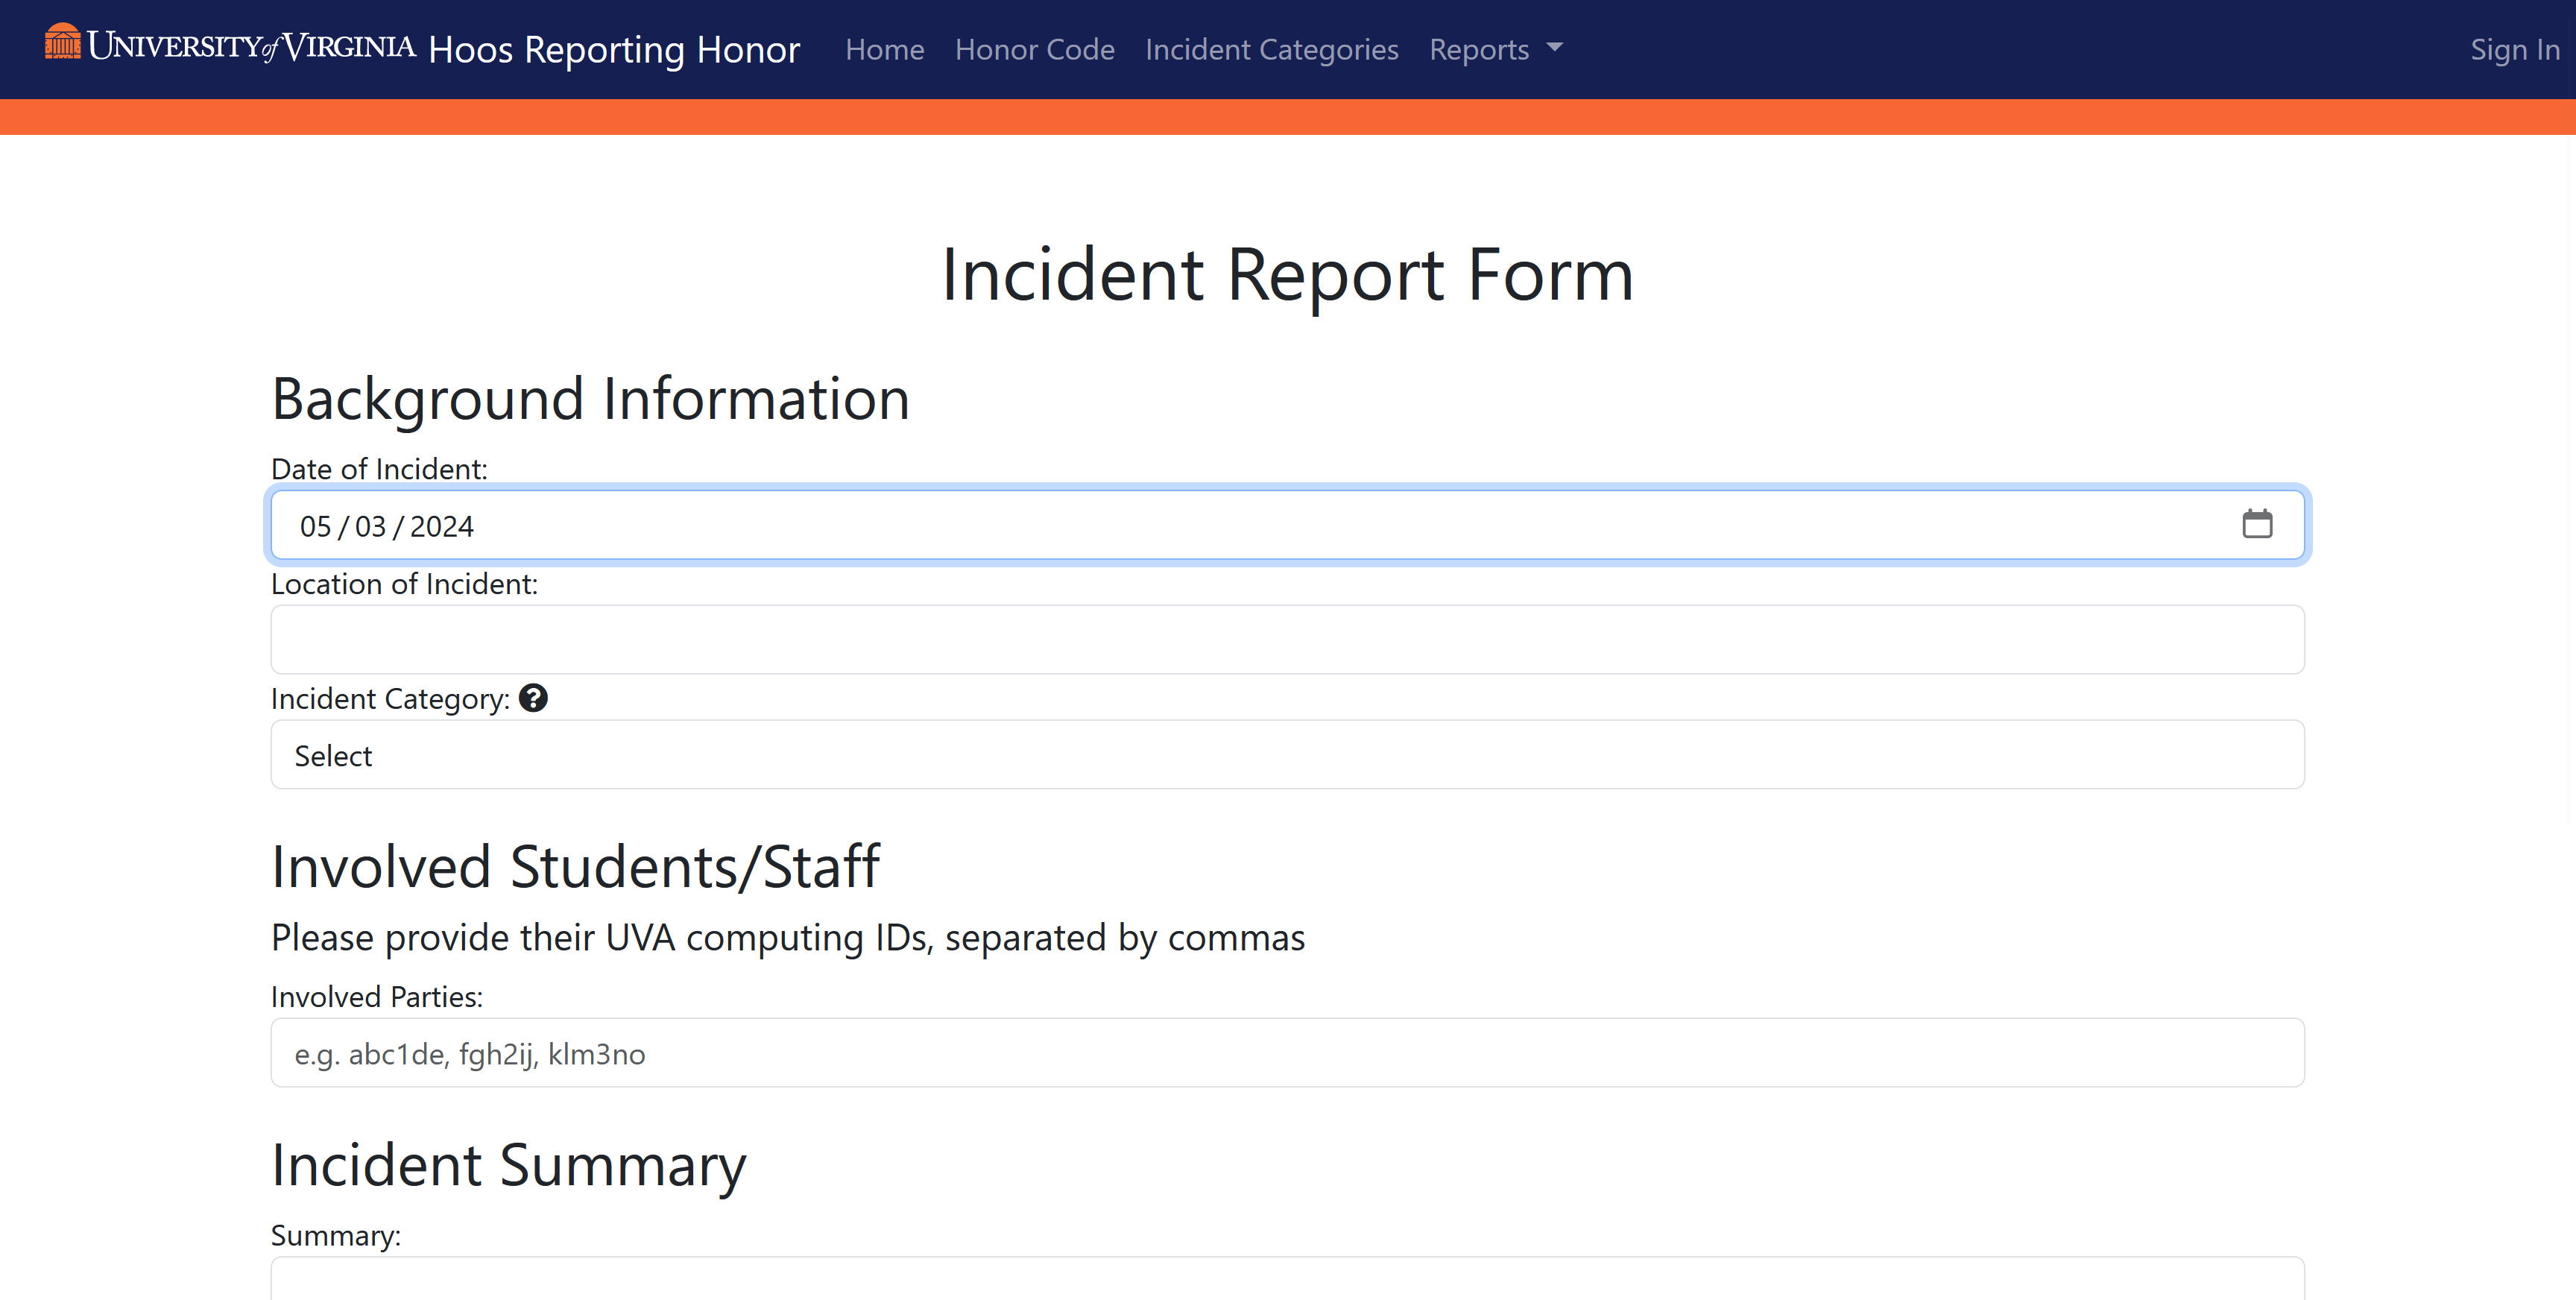 UNIVERSITY of VIRGINIA Hoos Reporting Honor Home Honor Code Incident Categories Reports Sign In
Incident Report Form
Background Information
Date of Incident:
05/03/2024
Location of Incident:
Incident Category: ?
Select
Involved Students/Staff
Please provide their UVA computing IDs, separated by commas
Involved Parties:
e.g. abc1de, fgh2ij, klm3no
Incident Summary
Summary: